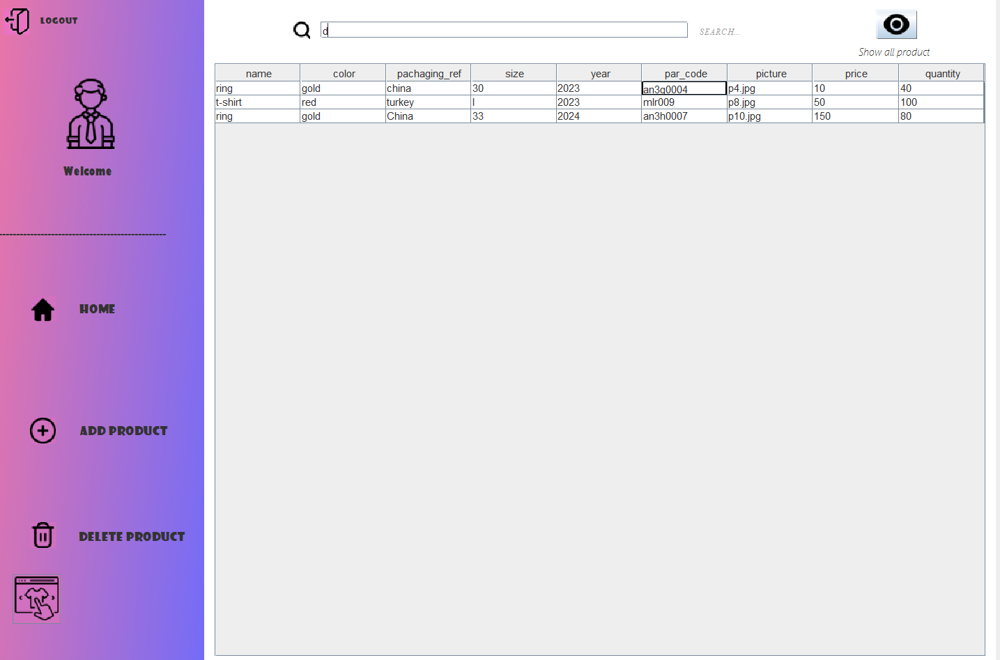 LOGOUT
Welcome
HOME
ADD PRODUCT
DELETE PRODUCT
d
SEARCH...
Show all product
name color pachaging_ref size year par_code picture price quantity
ring gold china 30 2023 an3g0004 p4.jpg 10 40
t-shirt red turkey l 2023 mlr009 p8.jpg 50 100
ring gold China 33 2024 an3h0007 p10.jpg 150 80